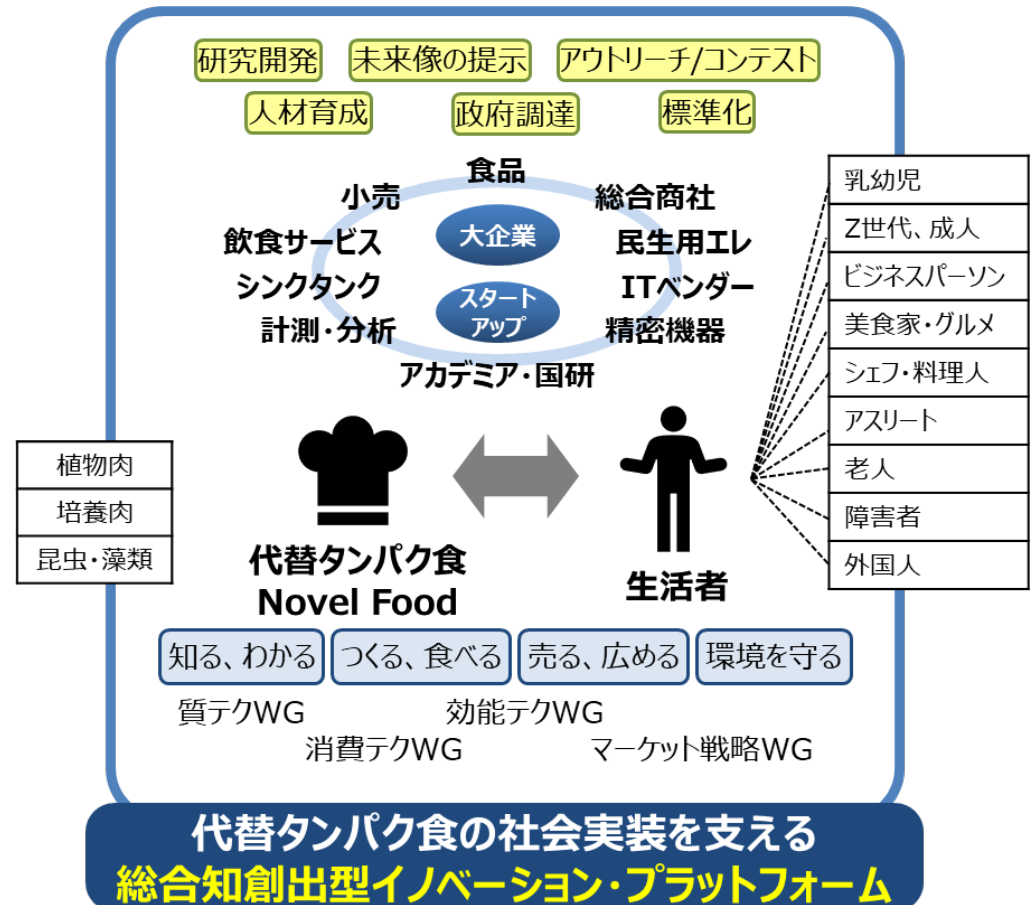 研究開発
未来像の提示
アウトリーチ/コンテスト
人材育成
政府調達
標準化
食品
小売
総合商社
飲食サービス
大企業
民生用エレ
シンクタンク
スタート
アップ
ITベンダー
計測・分析
精密機器
アカデミア・国研
乳幼児
Z世代、成人
ビジネスパーソン
美食家・グルメ
シェフ・料理人
アスリート
老人
障害者
外国人
植物肉
培養肉
昆虫・藻類
代替タンパク食
Novel Food
生活者
知る、わかる
つくる、食べる
売る、広める
環境を守る
質テクWG
効能テクWG
消費テクWG
マーケット戦略WG
代替タンパク食の社会実装を支える
総合知創出型イノベーション・プラットフォーム